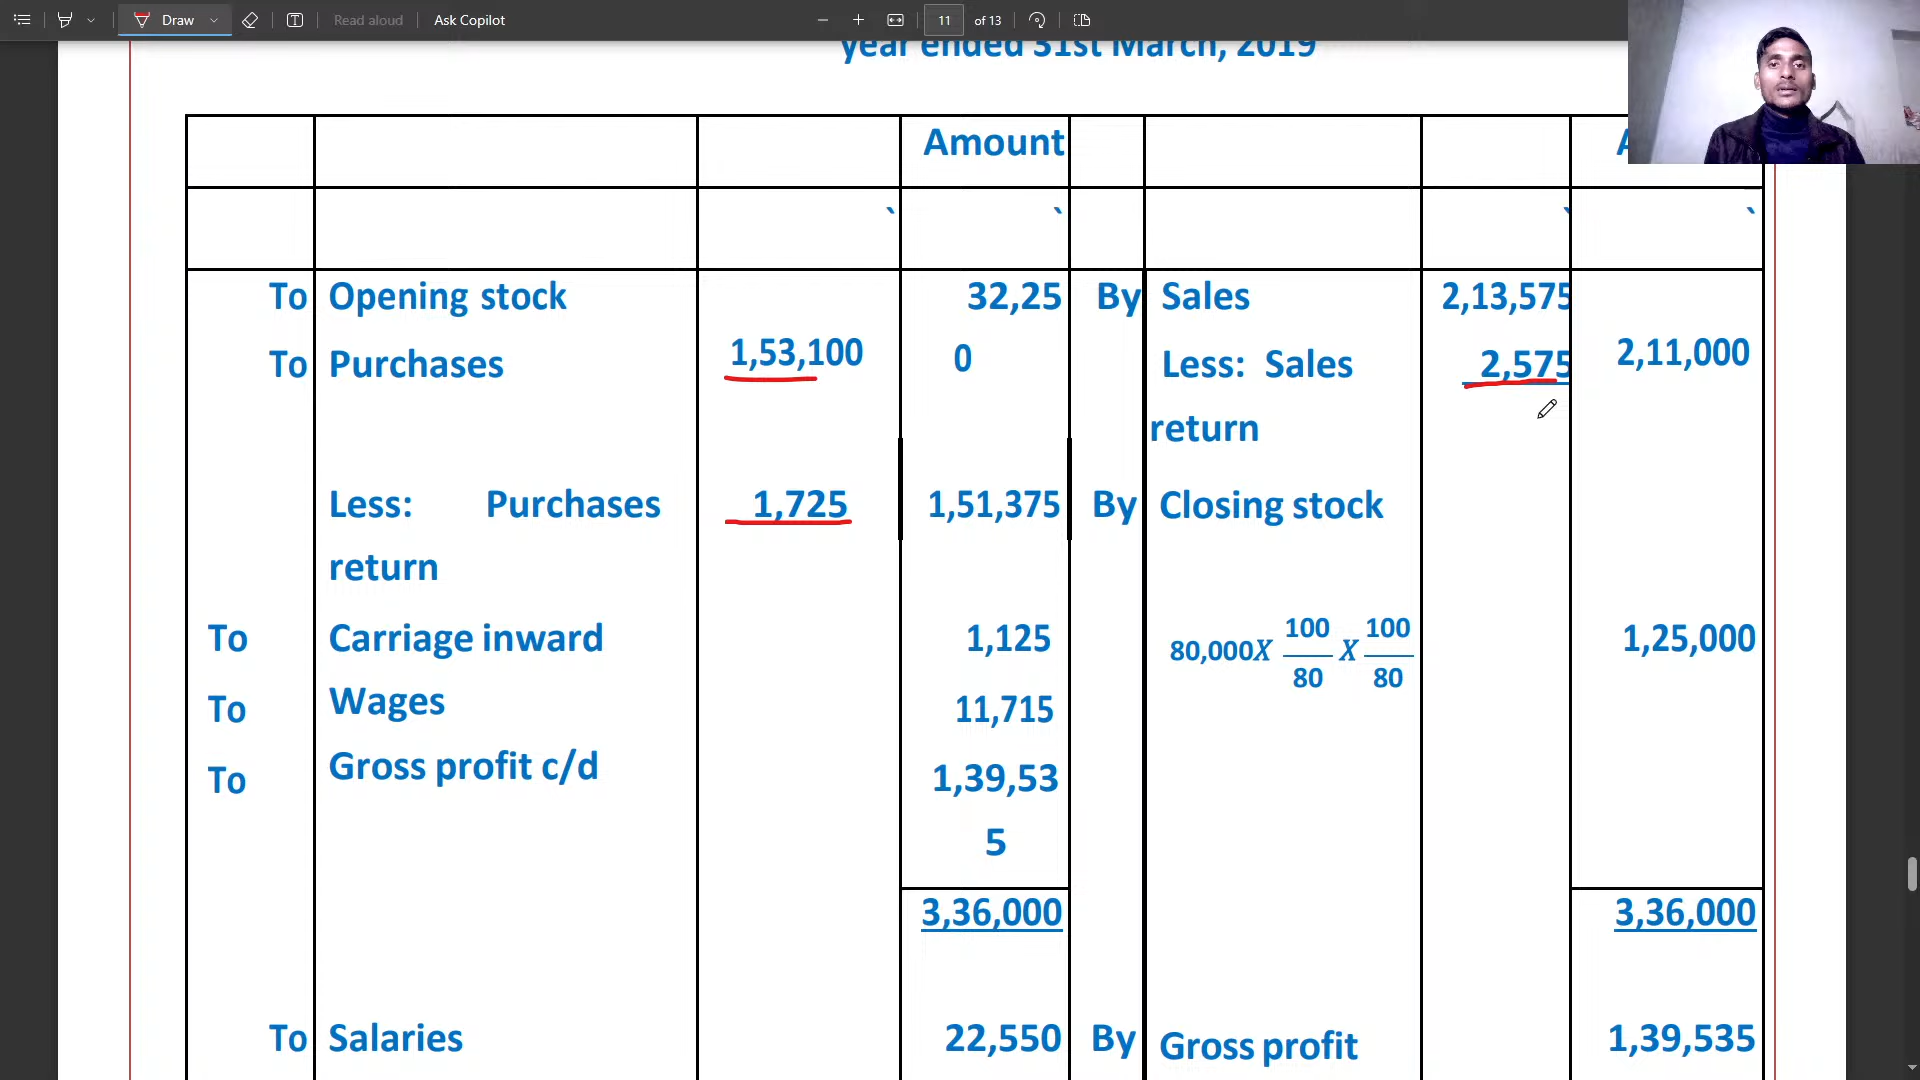 Draw Read aloud Ask Copilot 11 of 13
year ended 31st March, 2019
Amount
` ` ` `
To Opening stock 32,25 By Sales 2,13,575
To Purchases 1,53,100 0 Less: Sales 2,575 2,11,000
return
Less: Purchases 1,725 1,51,375 By Closing stock
return
To Carriage inward 1,125 80,000X 100/80 X 100/80 1,25,000
To Wages 11,715
To Gross profit c/d 1,39,53
5
3,36,000 3,36,000
To Salaries 22,550 By Gross profit 1,39,535